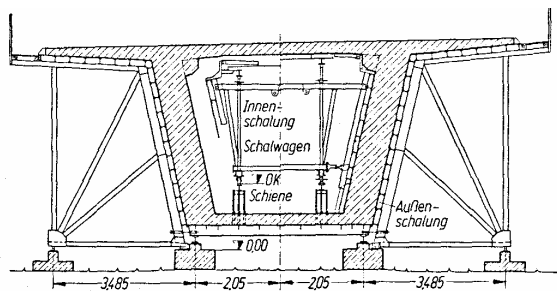 Innen-
schalung
Schalwagen
OK
Schiene
Außen-
schalung
0,00
3,485
2,05
2,05
3,485